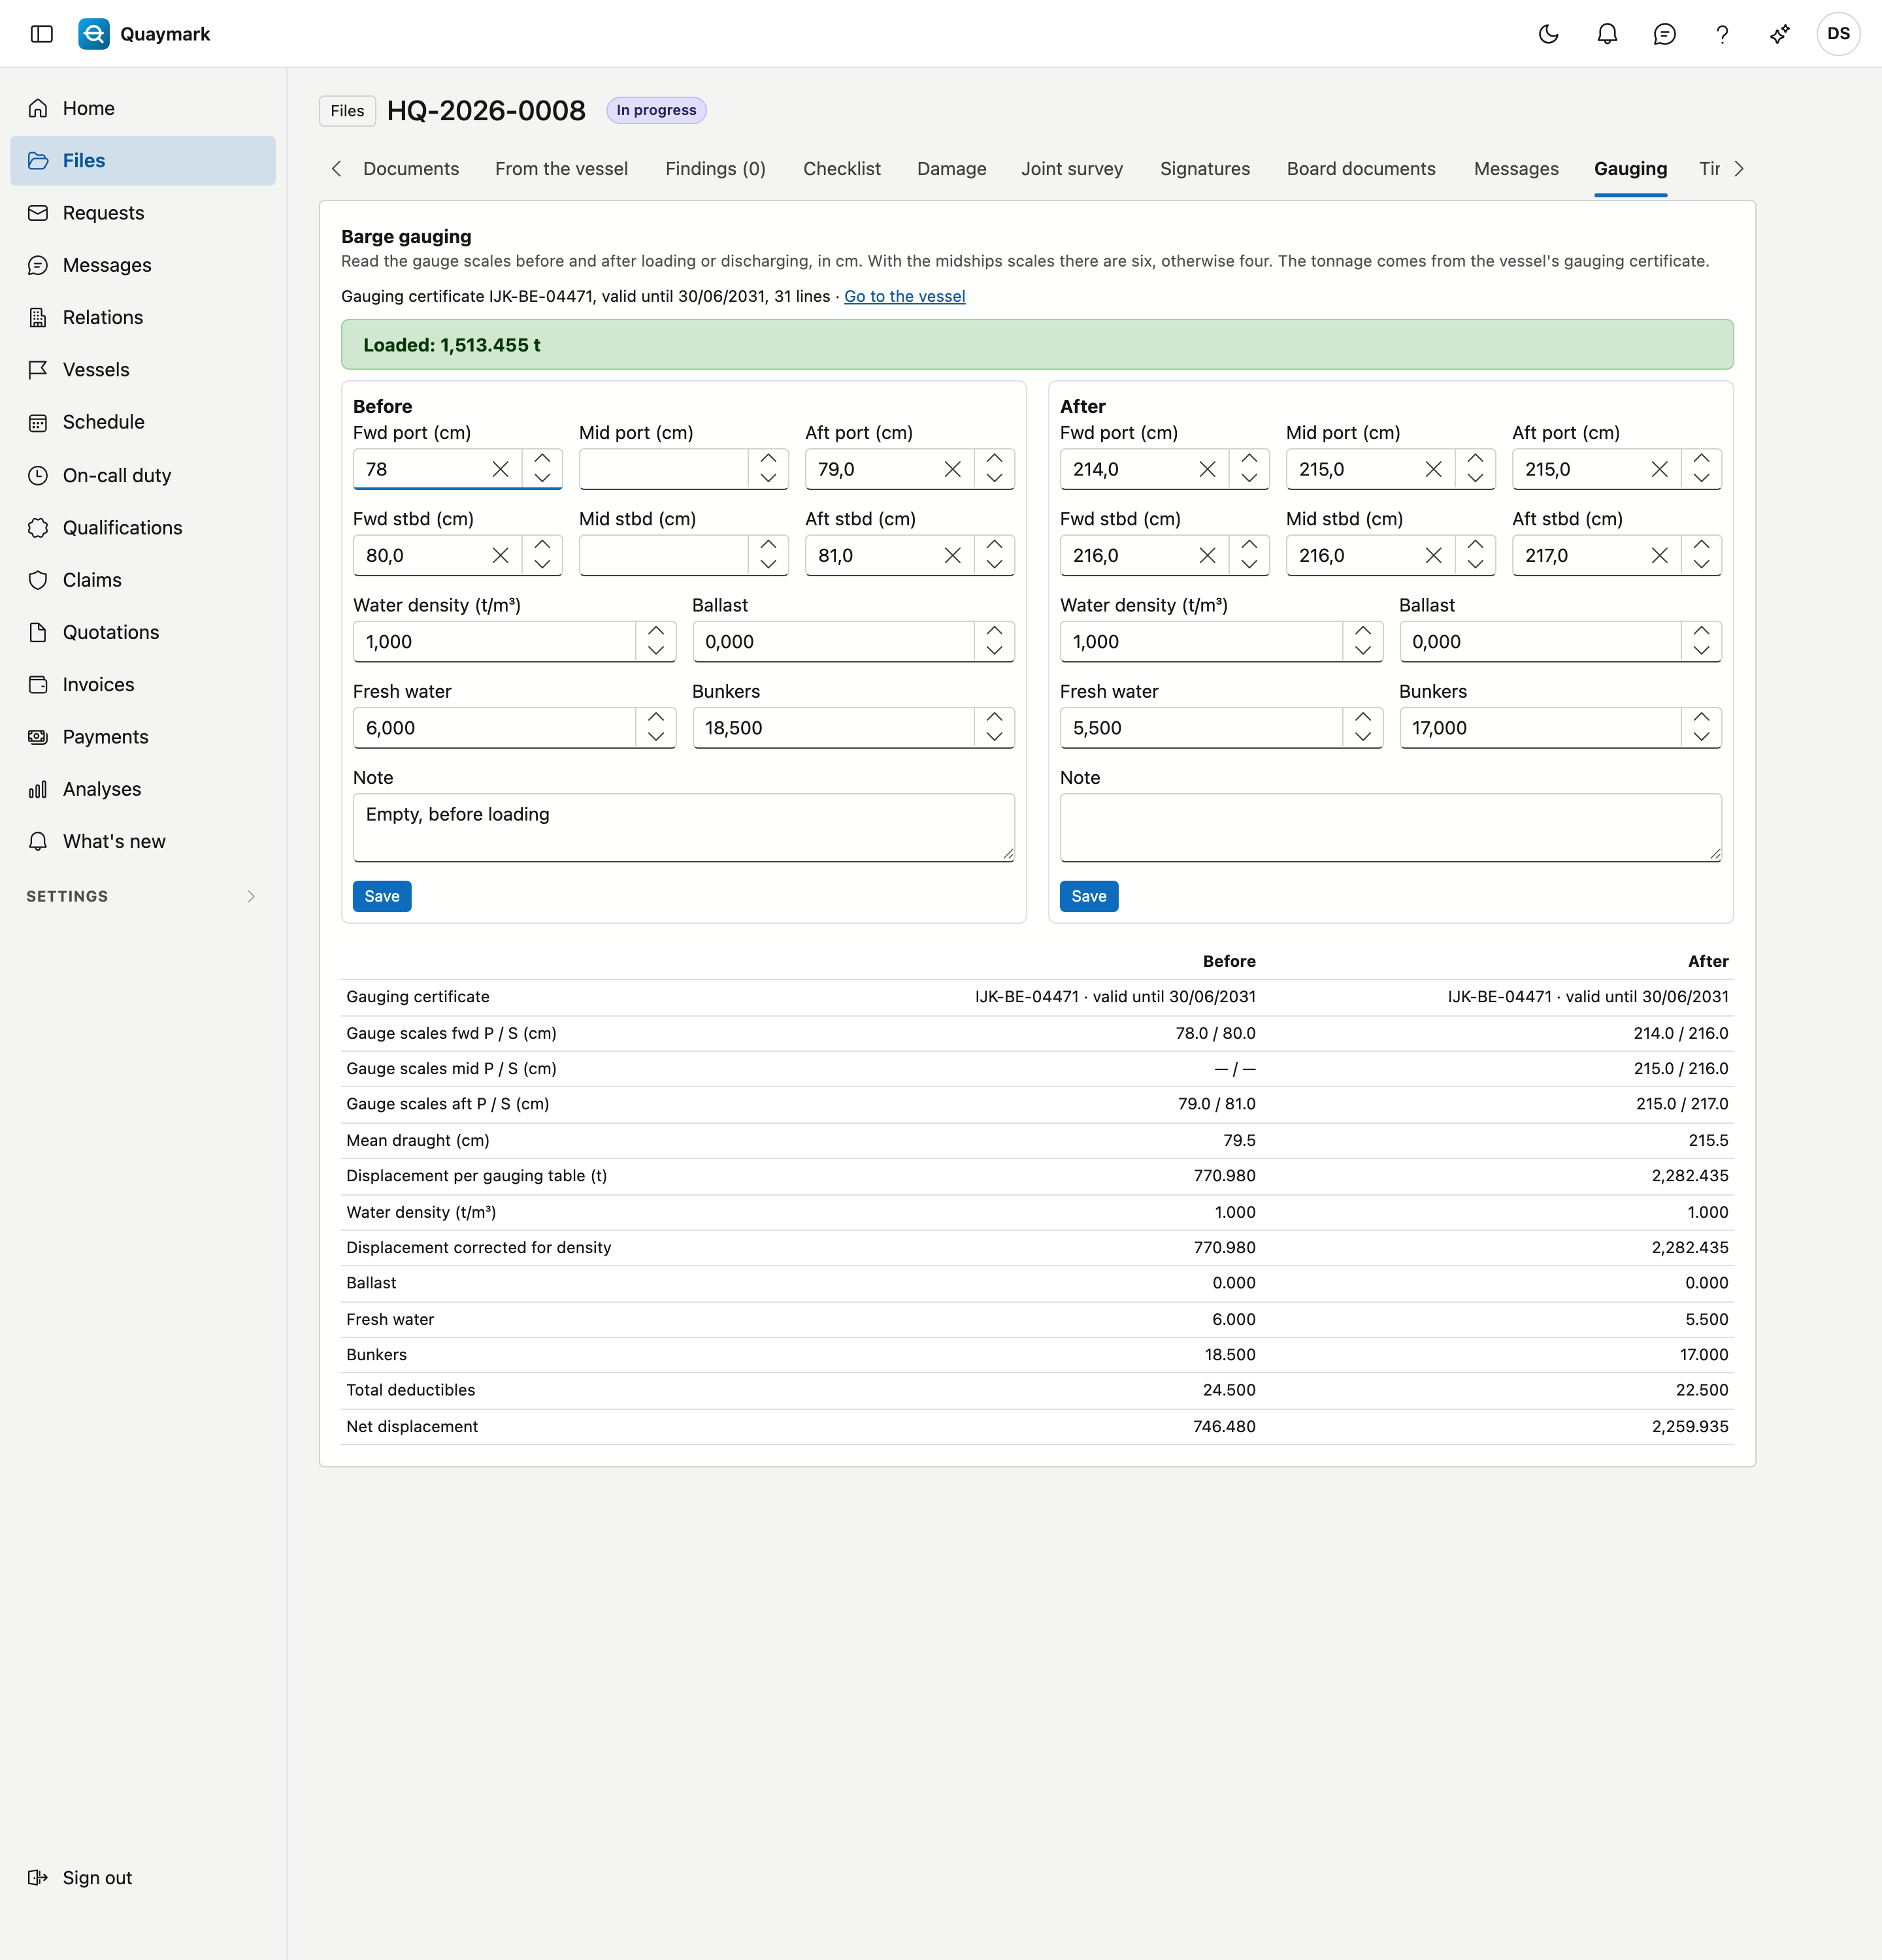 Quaymark
DS
Home
Files
Requests
Messages
Relations
Vessels
Schedule
On-call duty
Qualifications
Claims
Quotations
Invoices
Payments
Analyses
What's new
SETTINGS
Sign out
Files HQ-2026-0008 In progress
Documents From the vessel Findings (0) Checklist Damage Joint survey Signatures Board documents Messages Gauging
Barge gauging
Read the gauge scales before and after loading or discharging, in cm. With the midships scales there are six, otherwise four. The tonnage comes from the vessel's gauging certificate.
Gauging certificate IJK-BE-04471, valid until 30/06/2031, 31 lines · Go to the vessel
Loaded: 1,513.455 t
Before
Fwd port (cm) Mid port (cm) Aft port (cm)
78 79,0
Fwd stbd (cm) Mid stbd (cm) Aft stbd (cm)
80,0 81,0
Water density (t/m³) Ballast
1,000 0,000
Fresh water Bunkers
6,000 18,500
Note
Empty, before loading
Save
After
Fwd port (cm) Mid port (cm) Aft port (cm)
214,0 215,0 215,0
Fwd stbd (cm) Mid stbd (cm) Aft stbd (cm)
216,0 216,0 217,0
Water density (t/m³) Ballast
1,000 0,000
Fresh water Bunkers
5,500 17,000
Note
Save
Before After
Gauging certificate IJK-BE-04471 · valid until 30/06/2031 IJK-BE-04471 · valid until 30/06/2031
Gauge scales fwd P / S (cm) 78.0 / 80.0 214.0 / 216.0
Gauge scales mid P / S (cm) — / — 215.0 / 216.0
Gauge scales aft P / S (cm) 79.0 / 81.0 215.0 / 217.0
Mean draught (cm) 79.5 215.5
Displacement per gauging table (t) 770.980 2,282.435
Water density (t/m³) 1.000 1.000
Displacement corrected for density 770.980 2,282.435
Ballast 0.000 0.000
Fresh water 6.000 5.500
Bunkers 18.500 17.000
Total deductibles 24.500 22.500
Net displacement 746.480 2,259.935